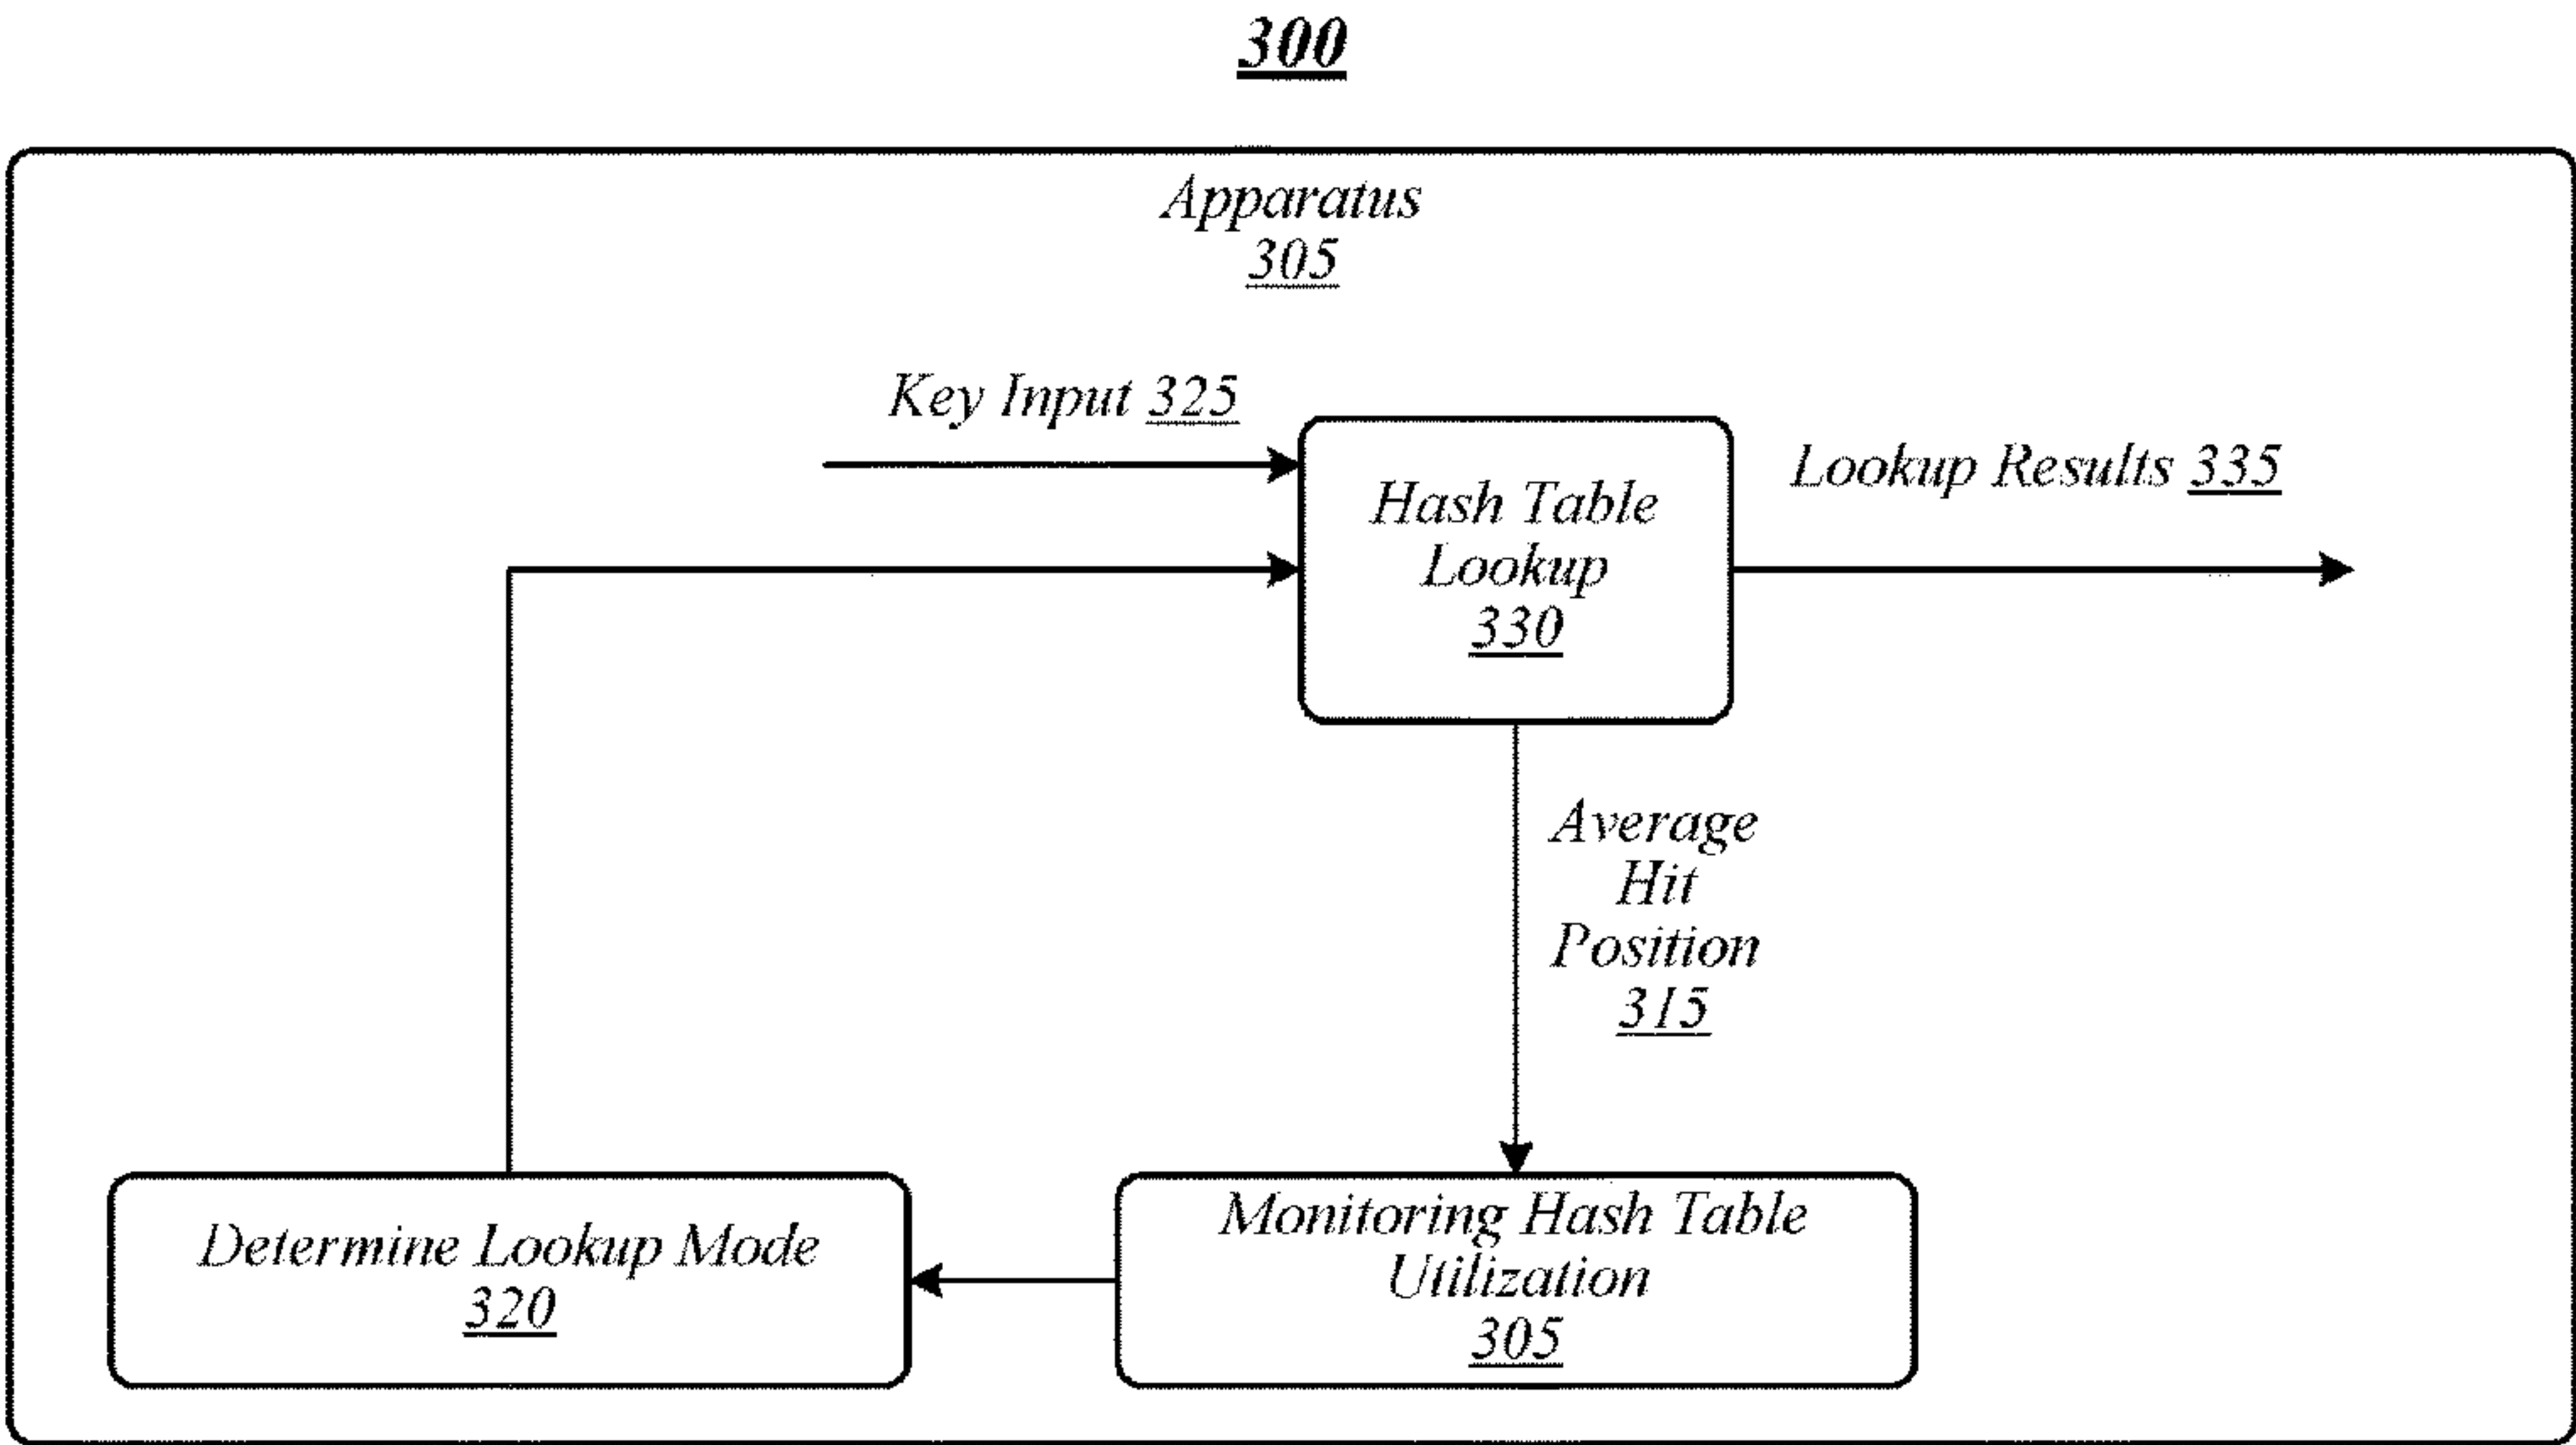 300
Apparatus
305
Key Input 325
Hash Table
Lookup
330
Lookup Results 335
Average
Hit
Position
315
Determine Lookup Mode
320
Monitoring Hash Table
Utilization
305